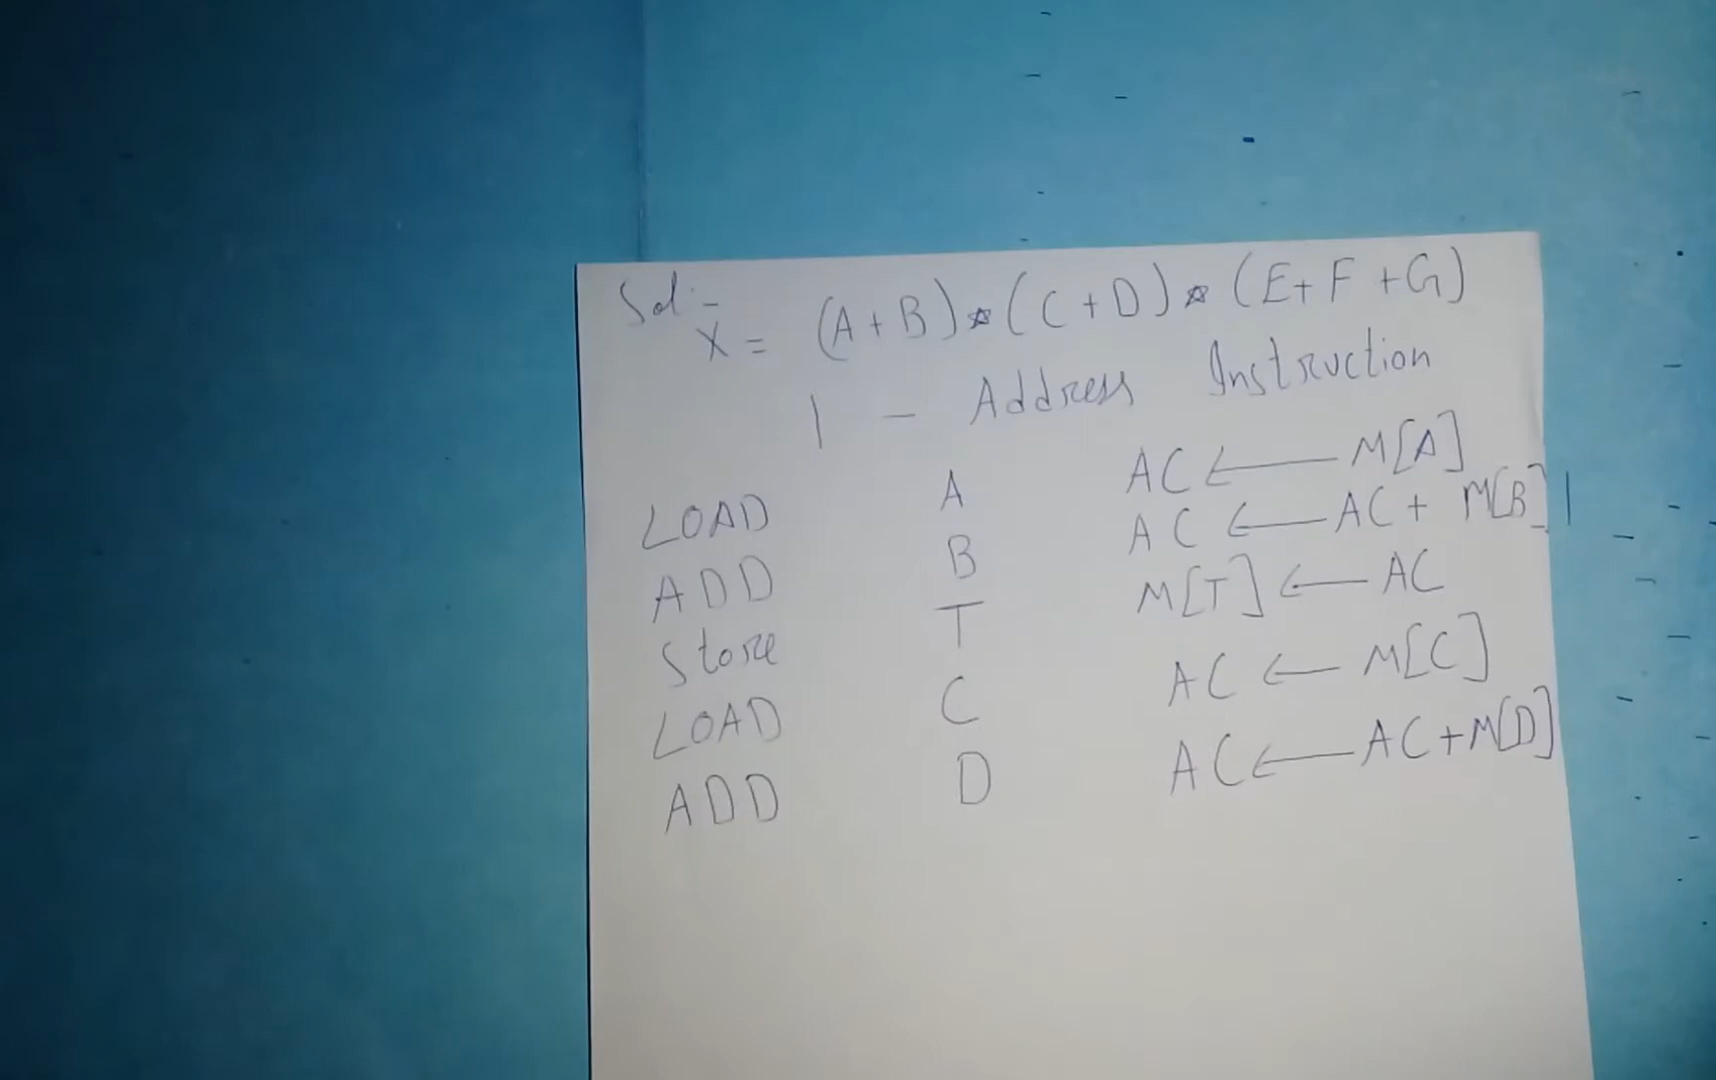 Sol:-
X = (A+B)*(C+D)*(E+F+G)
1 - Address Instruction
LOAD A AC ← M[A]
ADD B AC ← AC + M[B]
Store T M[T] ← AC
LOAD C AC ← M[C]
ADD D AC ← AC+M[D]